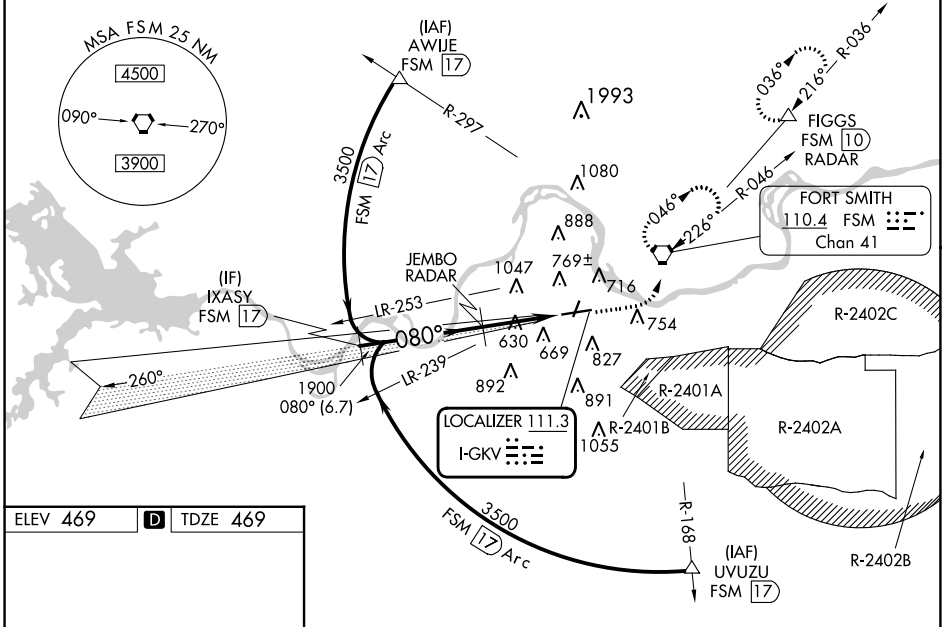 MSA FSM 25 NM
4500
090°
270°
3900
(IAF)
AWIJE
FSM 17
R-297
3500
FSM 17 Arc
1993
1080
888
769±
716
1047
630
669
754
827
892
891
1055
036°
216°
R-036
FIGGS
FSM 10
RADAR
046°
226°
R-046
FORT SMITH
110.4 FSM
Chan 41
JEMBO
RADAR
(IF)
IXASY
FSM 17
LR-253
080°
LR-239
260°
1900
080° (6.7)
LOCALIZER 111.3
I-GKV
R-2401B
R-2401A
R-2402C
R-2402A
R-2402B
3500
FSM 17 Arc
R-168
(IAF)
UVUZU
FSM 17
ELEV 469 D TDZE 469